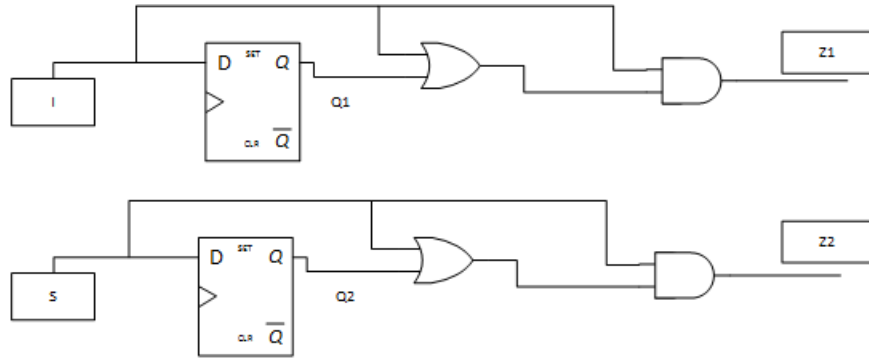 Z1
D SET Q
I
Q1
CLR Q̅
Z2
D SET Q
S
Q2
CLR Q̅